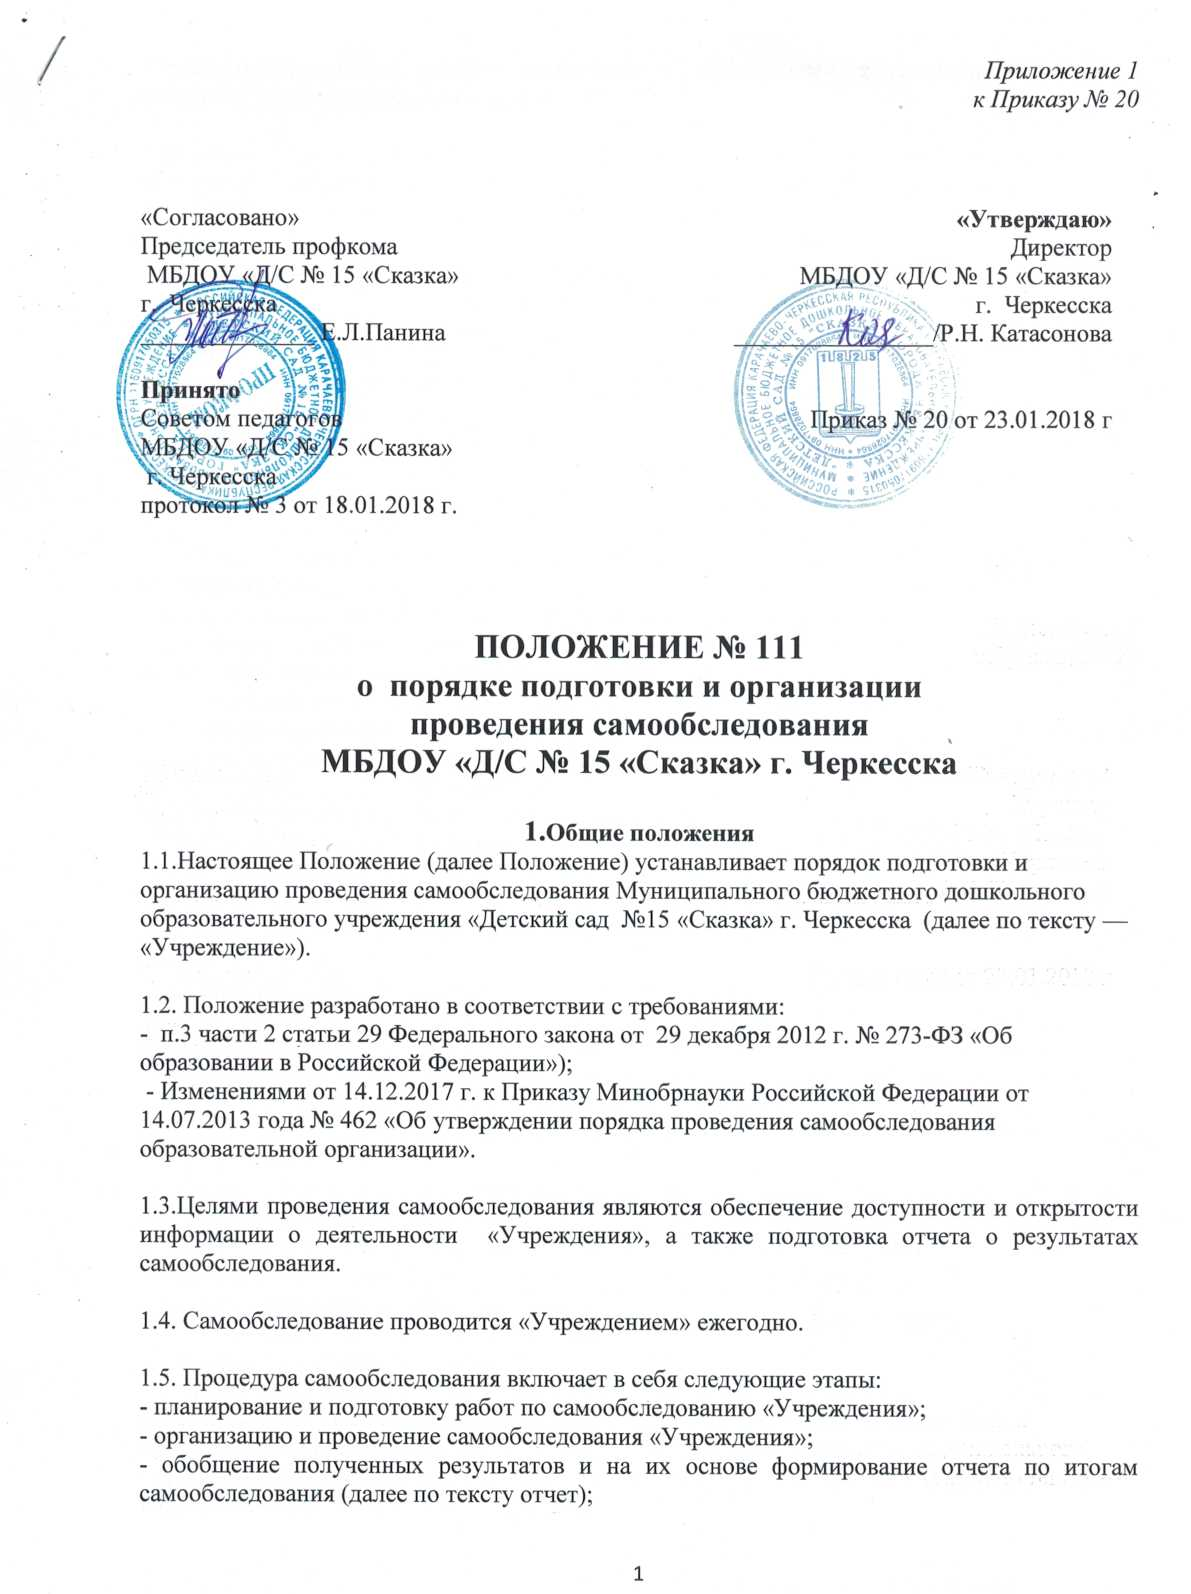 Приложение 1
к Приказу № 20
«Согласовано»
Председатель профкома
МБДОУ «Д/С № 15 «Сказка»
г. Черкесска
Е.Л.Панина
Принято
Советом педагогов
МБДОУ «Д/С № 15 «Сказка»
г. Черкесска
протокол № 3 от 18.01.2018 г.
«Утверждаю»
Директор
МБДОУ «Д/С № 15 «Сказка»
г. Черкесска
/Р.Н. Катасонова
Приказ № 20 от 23.01.2018 г
ПОЛОЖЕНИЕ № 111
о порядке подготовки и организации
проведения самообследования
МБДОУ «Д/С № 15 «Сказка» г. Черкесска
1.Общие положения
1.1.Настоящее Положение (далее Положение) устанавливает порядок подготовки и
организацию проведения самообследования Муниципального бюджетного дошкольного
образовательного учреждения «Детский сад №15 «Сказка» г. Черкесска (далее по тексту —
«Учреждение»).
1.2. Положение разработано в соответствии с требованиями:
- п.3 части 2 статьи 29 Федерального закона от 29 декабря 2012 г. № 273-ФЗ «Об
образовании в Российской Федерации»);
- Изменениями от 14.12.2017 г. к Приказу Минобрнауки Российской Федерации от
14.07.2013 года № 462 «Об утверждении порядка проведения самообследования
образовательной организации».
1.3.Целями проведения самообследования являются обеспечение доступности и открытости
информации о деятельности «Учреждения», а также подготовка отчета о результатах
самообследования.
1.4. Самообследование проводится «Учреждением» ежегодно.
1.5. Процедура самообследования включает в себя следующие этапы:
- планирование и подготовку работ по самообследованию «Учреждения»;
- организацию и проведение самообследования «Учреждения»;
- обобщение полученных результатов и на их основе формирование отчета по итогам
самообследования (далее по тексту отчет);
1